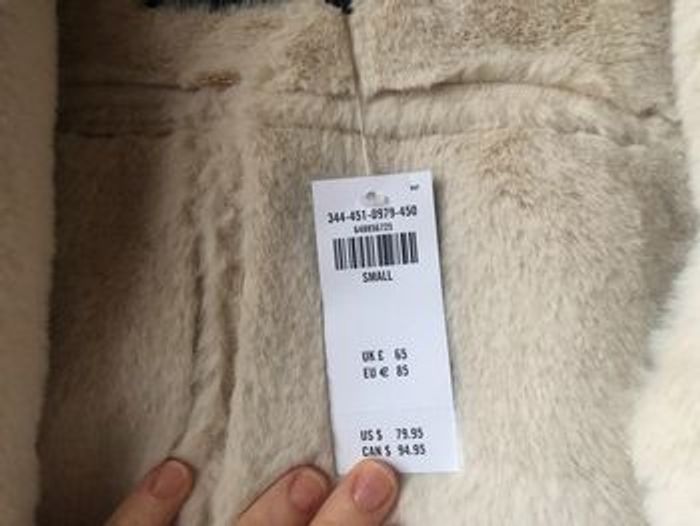 344-451-0979-450
SMALL
UK £ 65
EU € 85
US $ 79.95
CAN $ 94.95